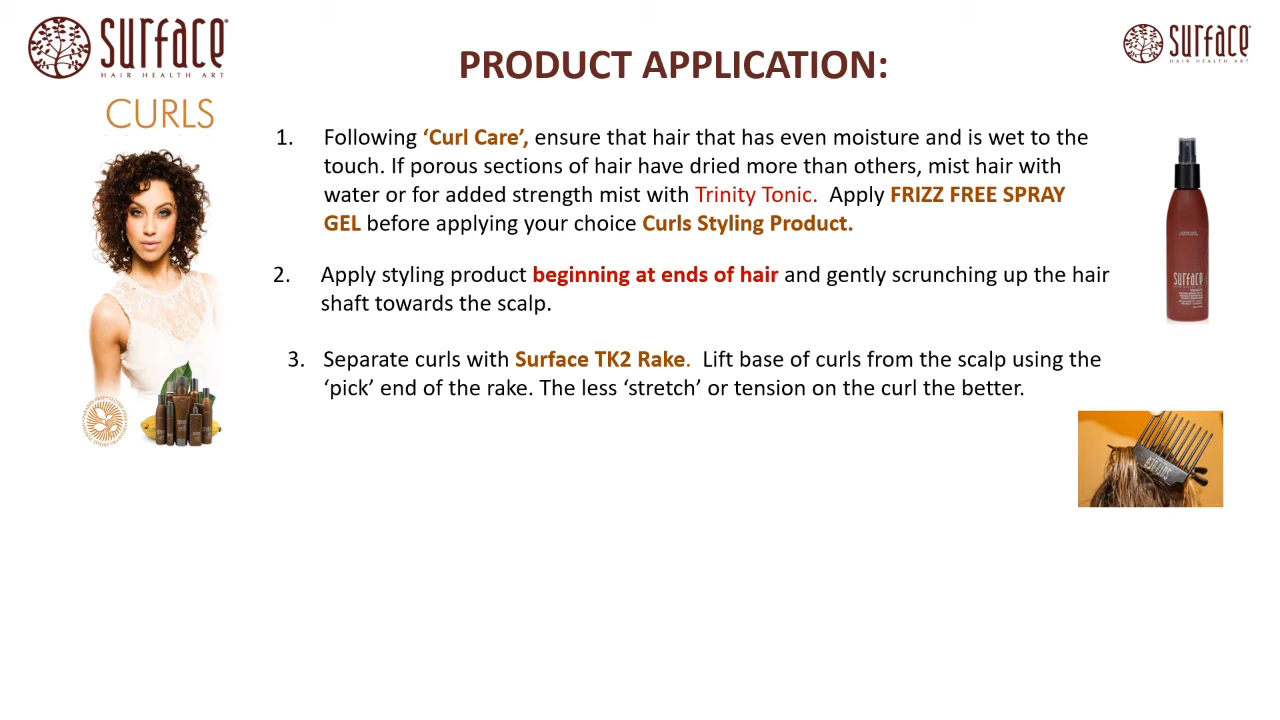 surface
HAIR HEALTH ART
surface
HAIR HEALTH ART
PRODUCT APPLICATION:
CURLS
1. Following ‘Curl Care’, ensure that hair that has even moisture and is wet to the
touch. If porous sections of hair have dried more than others, mist hair with
water or for added strength mist with Trinity Tonic. Apply FRIZZ FREE SPRAY
GEL before applying your choice Curls Styling Product.
2. Apply styling product beginning at ends of hair and gently scrunching up the hair
shaft towards the scalp.
3. Separate curls with Surface TK2 Rake. Lift base of curls from the scalp using the
‘pick’ end of the rake. The less ‘stretch’ or tension on the curl the better.
surface
surface